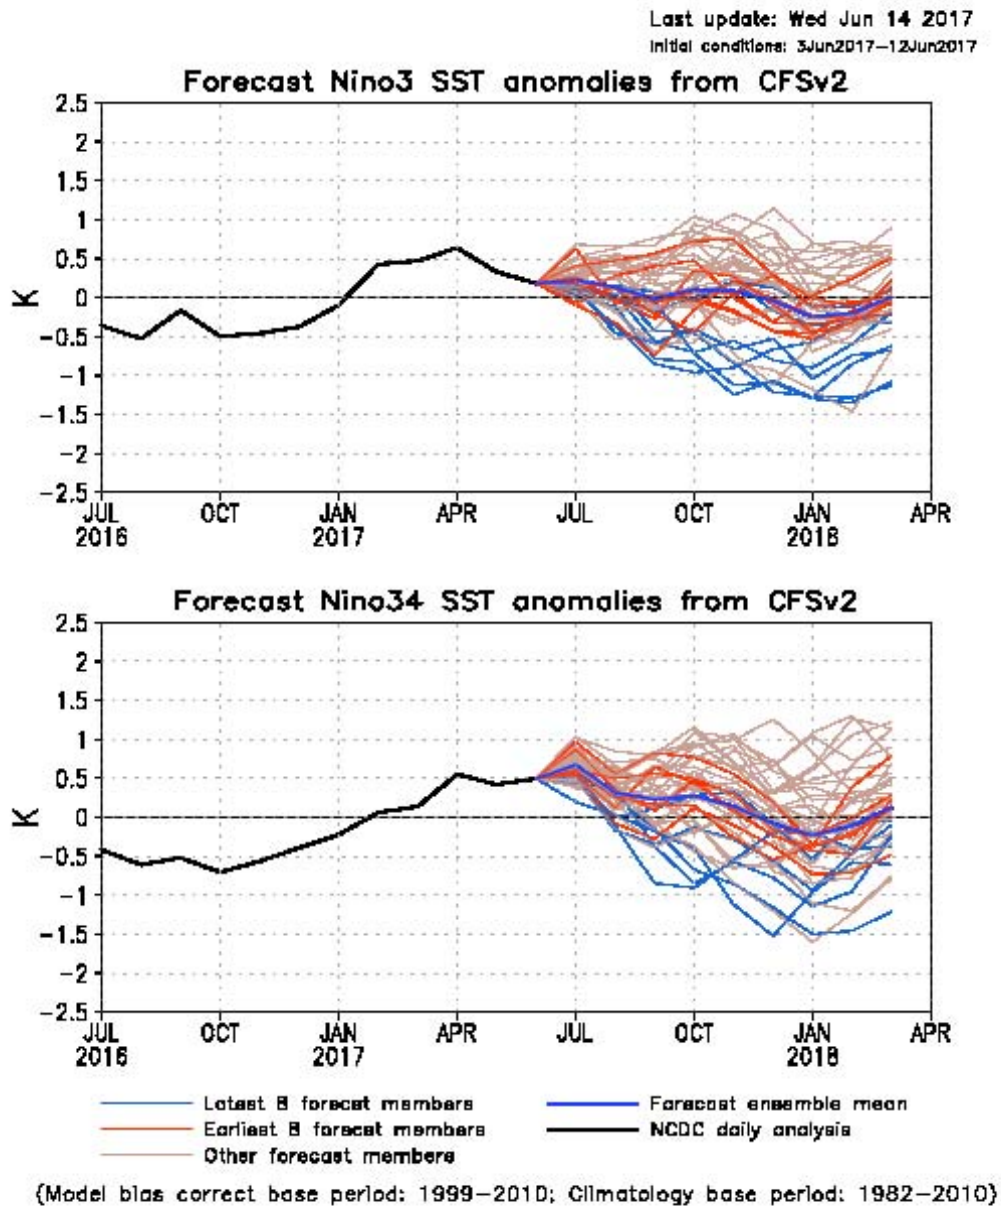 Last update: Wed Jun 14 2017
Initial conditions: 3Jun2017–12Jun2017
Forecast Nino3 SST anomalies from CFSv2
2.5
2
1.5
1
0.5
0
−0.5
−1
−1.5
−2
−2.5
K
JUL OCT JAN APR JUL OCT JAN APR
2016 2017 2018
Forecast Nino34 SST anomalies from CFSv2
2.5
2
1.5
1
0.5
0
−0.5
−1
−1.5
−2
−2.5
K
JUL OCT JAN APR JUL OCT JAN APR
2016 2017 2018
Latest 8 forecast members
Forecast ensemble mean
Earliest 8 forecast members
NCDC daily analysis
Other forecast members
(Model bias correct base period: 1999–2010; Climatology base period: 1982–2010)